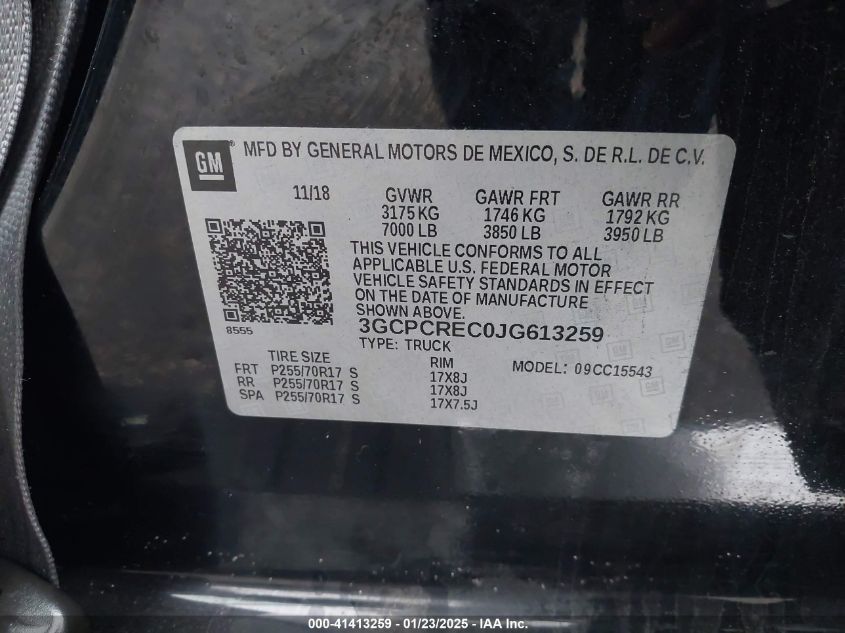 GM ® MFD BY GENERAL MOTORS DE MEXICO, S. DE R.L. DE C.V.
11/18 GVWR GAWR FRT GAWR RR
3175 KG 1746 KG 1792 KG
7000 LB 3850 LB 3950 LB
THIS VEHICLE CONFORMS TO ALL
APPLICABLE U.S. FEDERAL MOTOR
VEHICLE SAFETY STANDARDS IN EFFECT
ON THE DATE OF MANUFACTURE
SHOWN ABOVE.
8555 3GCPCREC0JG613259
TYPE: TRUCK
TIRE SIZE RIM MODEL: 09CC15543
FRT P255/70R17 S 17X8J
RR P255/70R17 S 17X8J
SPA P255/70R17 S 17X7.5J
000-41413259 - 01/23/2025 - IAA Inc.